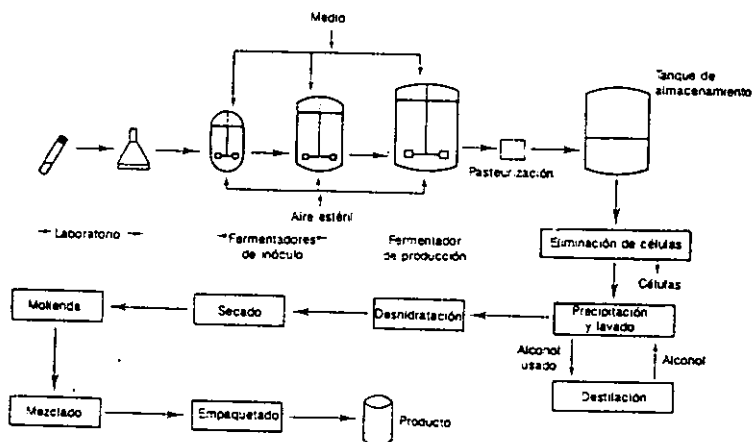 Medio
Tanque de
almacenamiento
Pasteurización
Aire estéril
Laboratorio
Fermentadores
de inóculo
Fermentador
de producción
Eliminación de células
Células
Molienda
Secado
Desnidratación
Precipitación
y lavado
Alcohol
usado
Alcohol
Destilación
Mezclado
Empaquetado
Producto